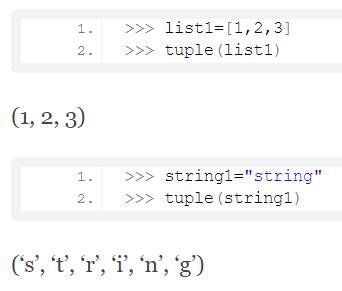 1. >>> list1=[1,2,3]
2. >>> tuple(list1)
(1, 2, 3)
1. >>> string1="string"
2. >>> tuple(string1)
(‘s’, ‘t’, ‘r’, ‘i’, ‘n’, ‘g’)